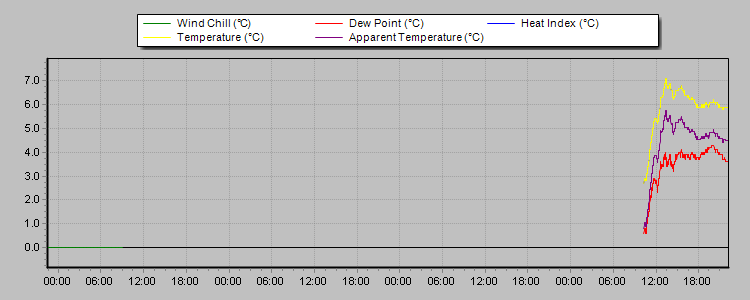 Wind Chill (°C) Dew Point (°C) Heat Index (°C)
Temperature (°C) Apparent Temperature (°C)
7.0
6.0
5.0
4.0
3.0
2.0
1.0
0.0
00:00 06:00 12:00 18:00 00:00 06:00 12:00 18:00 00:00 06:00 12:00 18:00 00:00 06:00 12:00 18:00